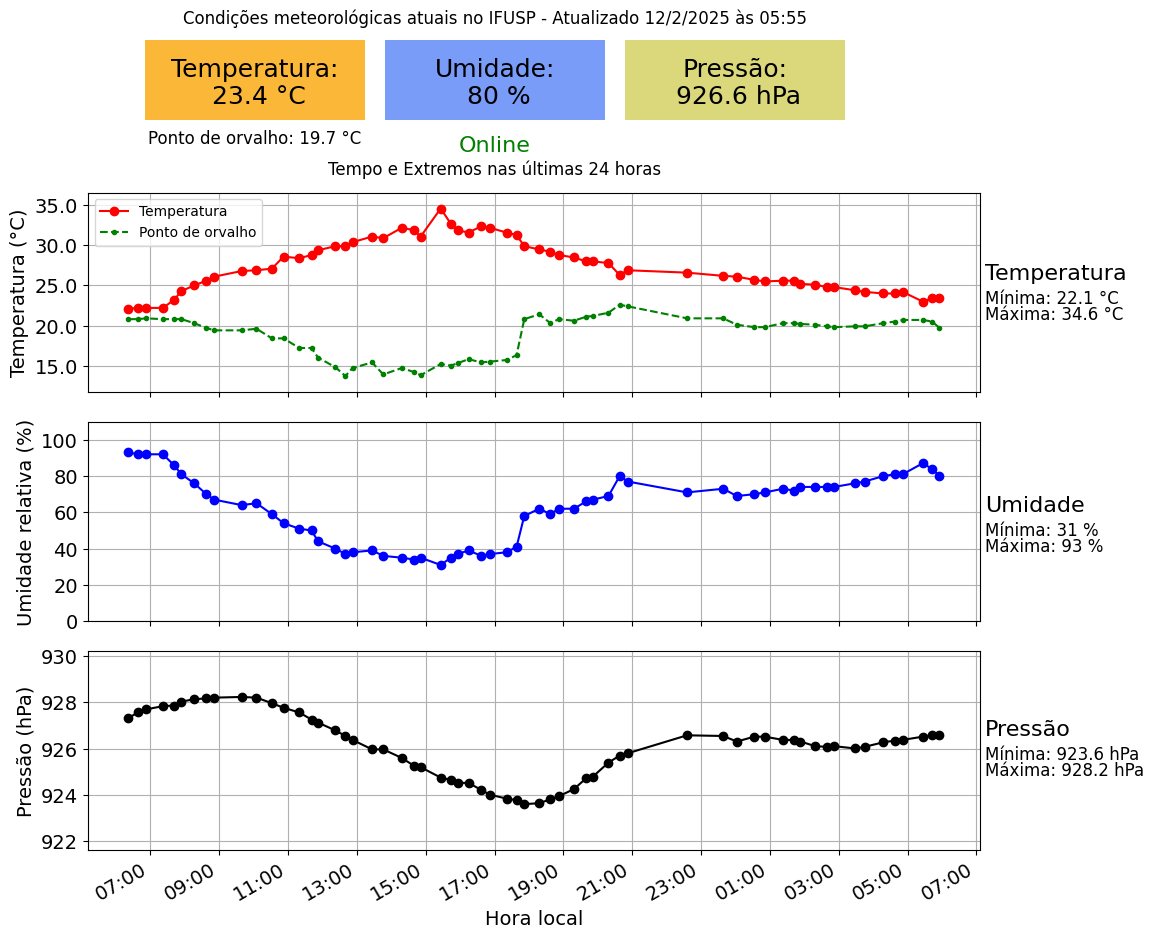 Condições meteorológicas atuais no IFUSP - Atualizado 12/2/2025 às 05:55
Temperatura:
23.4 °C
Umidade:
80 %
Pressão:
926.6 hPa
Ponto de orvalho: 19.7 °C
Online
Tempo e Extremos nas últimas 24 horas
Temperatura (°C)
35.0
30.0
25.0
20.0
15.0
Temperatura
Ponto de orvalho
Temperatura
Mínima: 22.1 °C
Máxima: 34.6 °C
Umidade relativa (%)
100
80
60
40
20
0
Umidade
Mínima: 31 %
Máxima: 93 %
Pressão (hPa)
930
928
926
924
922
Pressão
Mínima: 923.6 hPa
Máxima: 928.2 hPa
07:00 09:00 11:00 13:00 15:00 17:00 19:00 21:00 23:00 01:00 03:00 05:00 07:00
Hora local